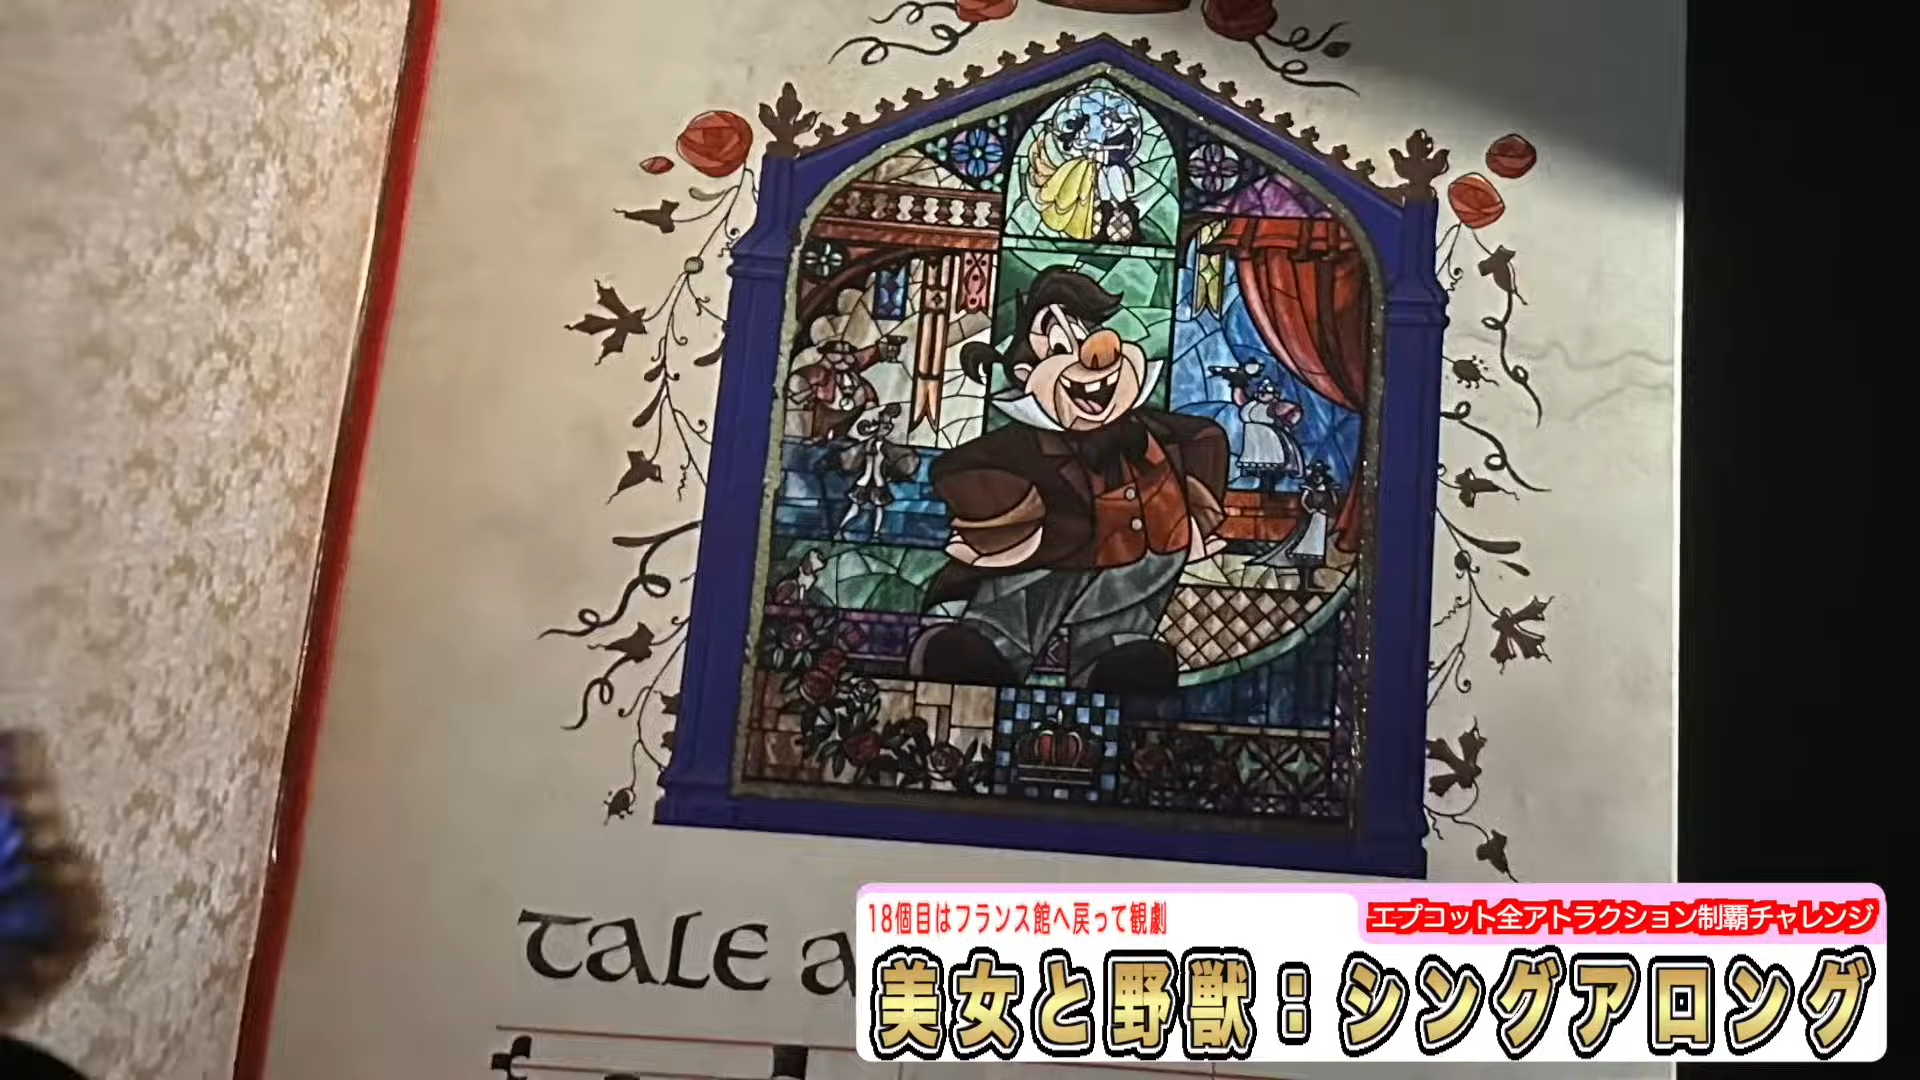 TALE A
18個目はフランス館へ戻って観劇
エプコット全アトラクション制覇チャレンジ
美女と野獣：シングアロング